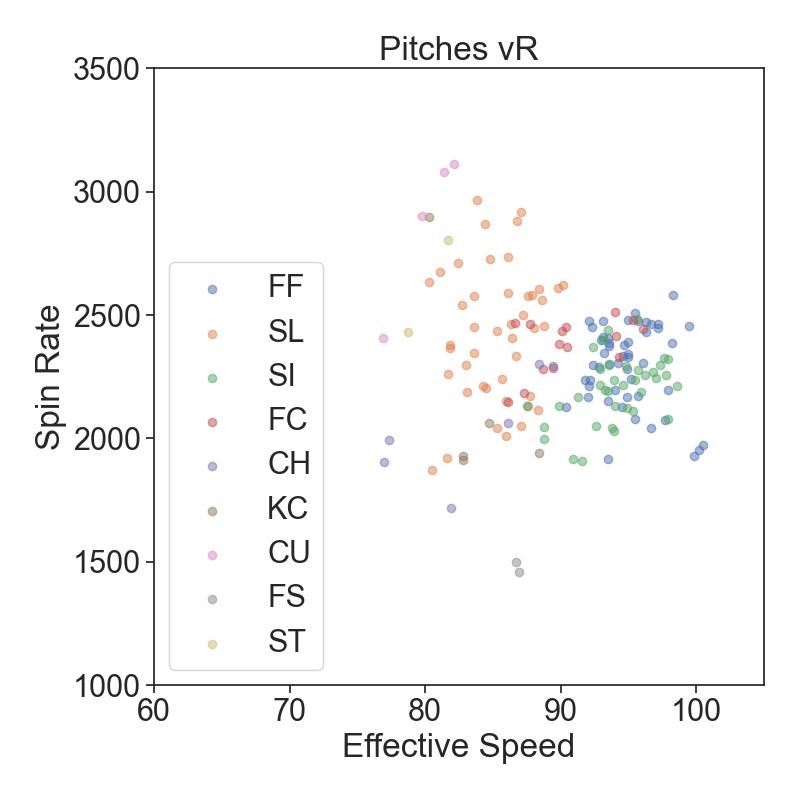 Pitches vR
3500
3000
2500
2000
1500
1000
Spin Rate
FF
SL
SI
FC
CH
KC
CU
FS
ST
60 70 80 90 100
Effective Speed